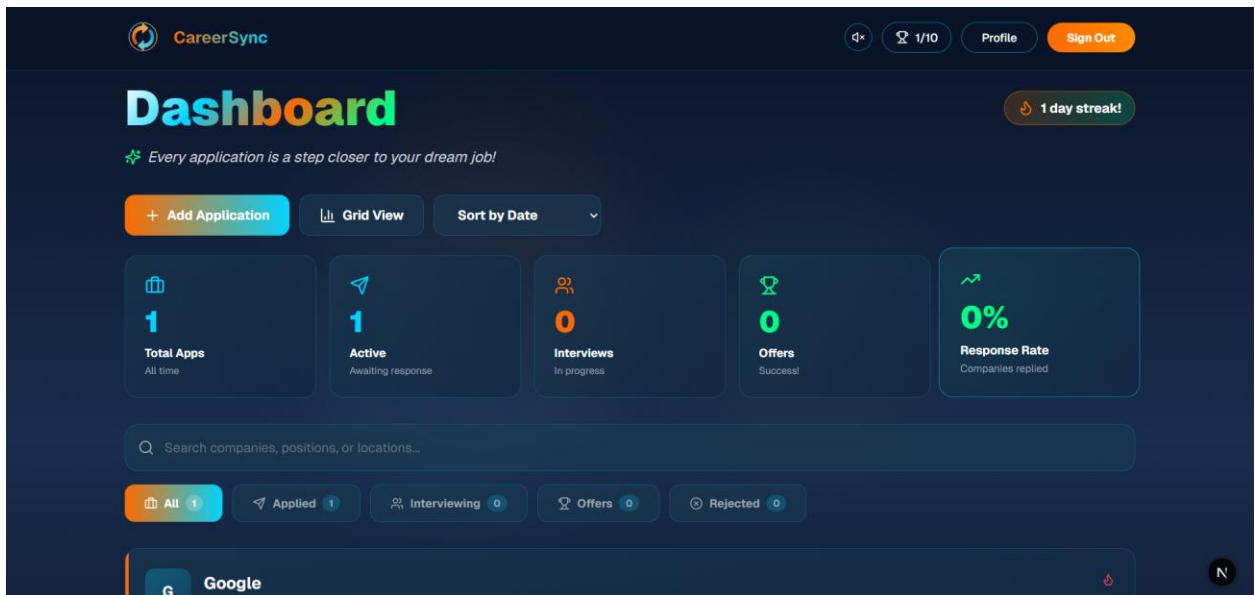 CareerSync
1/10
Profile
Sign Out
Dashboard
1 day streak!
Every application is a step closer to your dream job!
+ Add Application
Grid View
Sort by Date
1
Total Apps
All time
1
Active
Awaiting response
0
Interviews
In progress
0
Offers
Success!
0%
Response Rate
Companies replied
Search companies, positions, or locations...
All 1
Applied 1
Interviewing 0
Offers 0
Rejected 0
G
Google
N